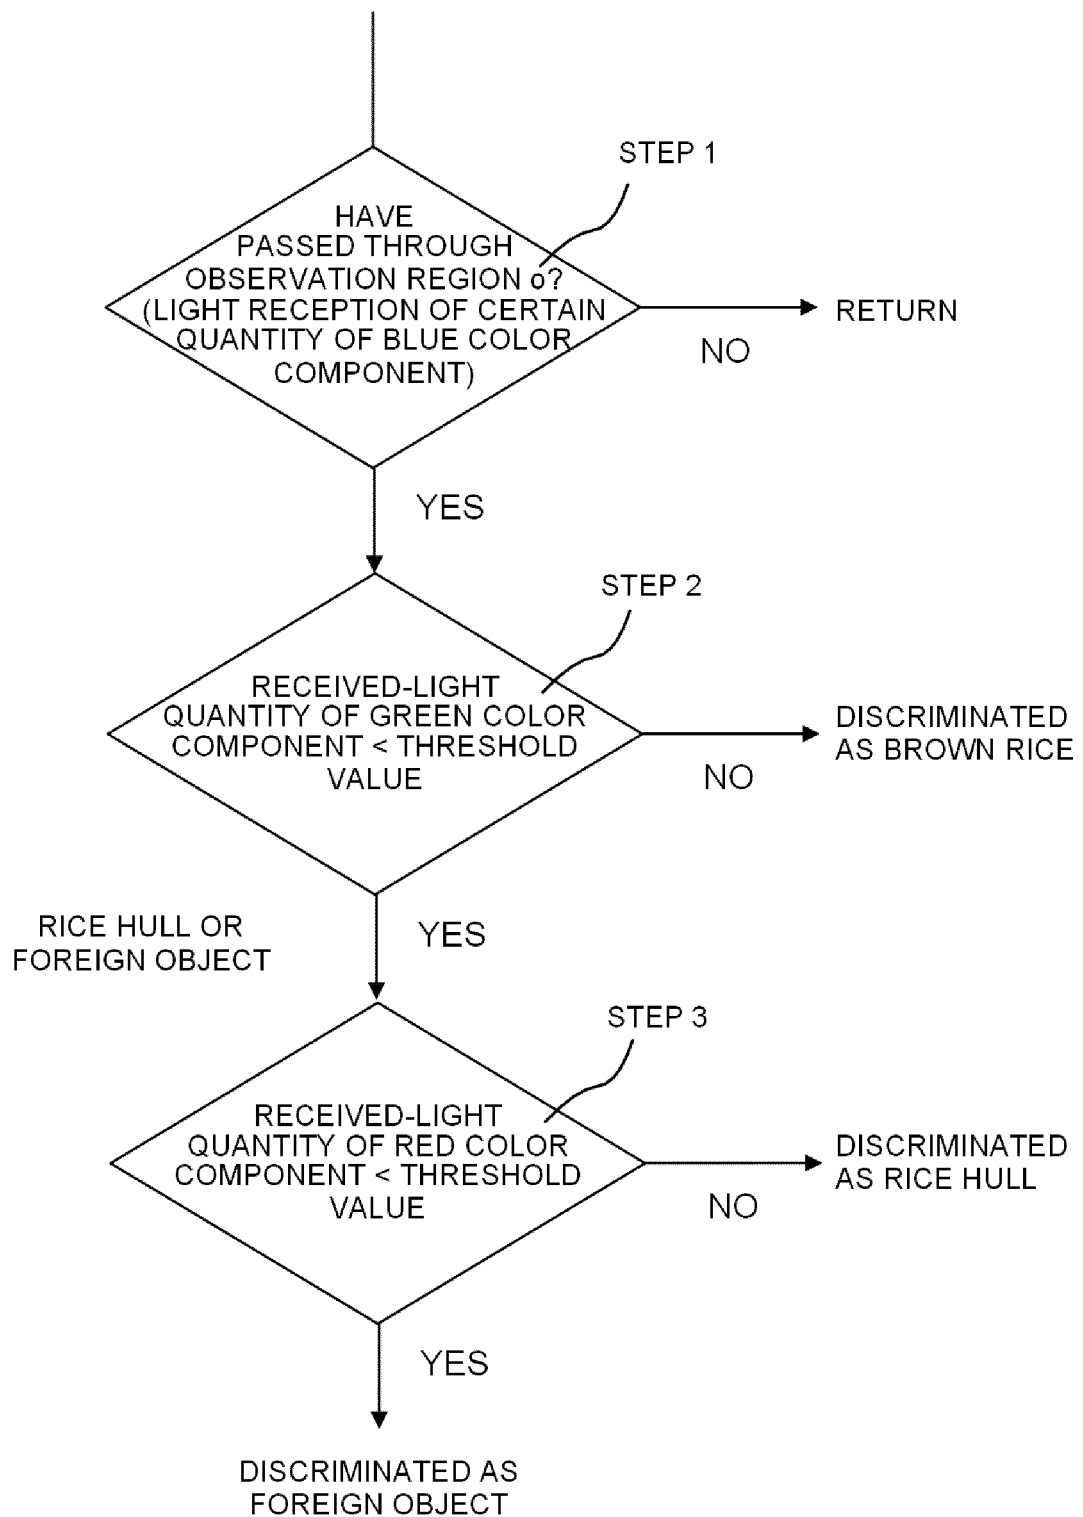 STEP 1
HAVE
PASSED THROUGH
OBSERVATION REGION o?
(LIGHT RECEPTION OF CERTAIN
QUANTITY OF BLUE COLOR
COMPONENT)
RETURN
NO
YES
STEP 2
RECEIVED-LIGHT
QUANTITY OF GREEN COLOR
COMPONENT < THRESHOLD
VALUE
DISCRIMINATED
AS BROWN RICE
NO
RICE HULL OR
FOREIGN OBJECT
YES
STEP 3
RECEIVED-LIGHT
QUANTITY OF RED COLOR
COMPONENT < THRESHOLD
VALUE
DISCRIMINATED
AS RICE HULL
NO
YES
DISCRIMINATED AS
FOREIGN OBJECT